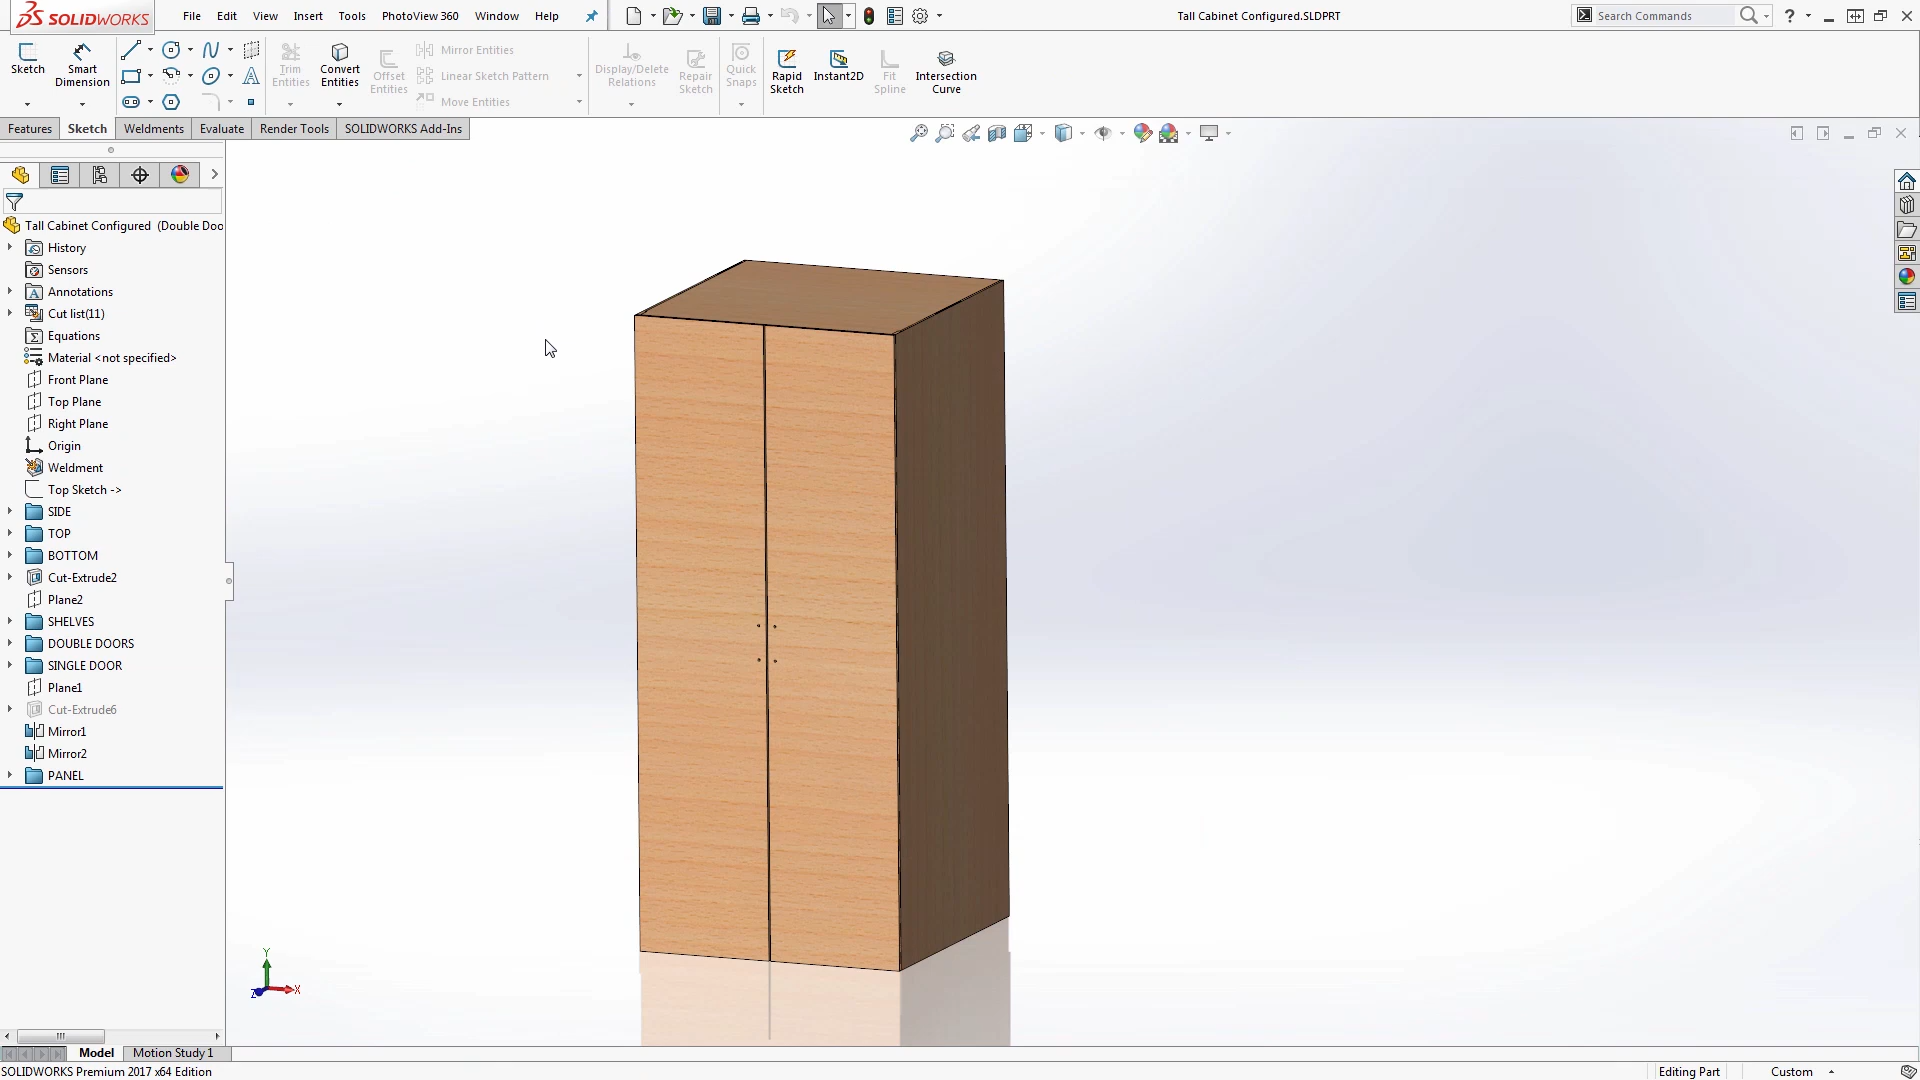 SOLIDWORKS
File Edit View Insert Tools PhotoView 360 Window Help
Tall Cabinet Configured.SLDPRT
Search Commands
Sketch
Smart Dimension
Trim Entities
Convert Entities
Offset Entities
Mirror Entities
Linear Sketch Pattern
Move Entities
Display/Delete Relations
Repair Sketch
Quick Snaps
Rapid Sketch
Instant2D
Fit Spline
Intersection Curve
Features Sketch Weldments Evaluate Render Tools SOLIDWORKS Add-Ins
Tall Cabinet Configured (Double Doo
History
Sensors
Annotations
Cut list(11)
Equations
Material <not specified>
Front Plane
Top Plane
Right Plane
Origin
Weldment
Top Sketch ->
SIDE
TOP
BOTTOM
Cut-Extrude2
Plane2
SHELVES
DOUBLE DOORS
SINGLE DOOR
Plane1
Cut-Extrude6
Mirror1
Mirror2
PANEL
Y
Z X
Model Motion Study 1
SOLIDWORKS Premium 2017 x64 Edition
Editing Part Custom